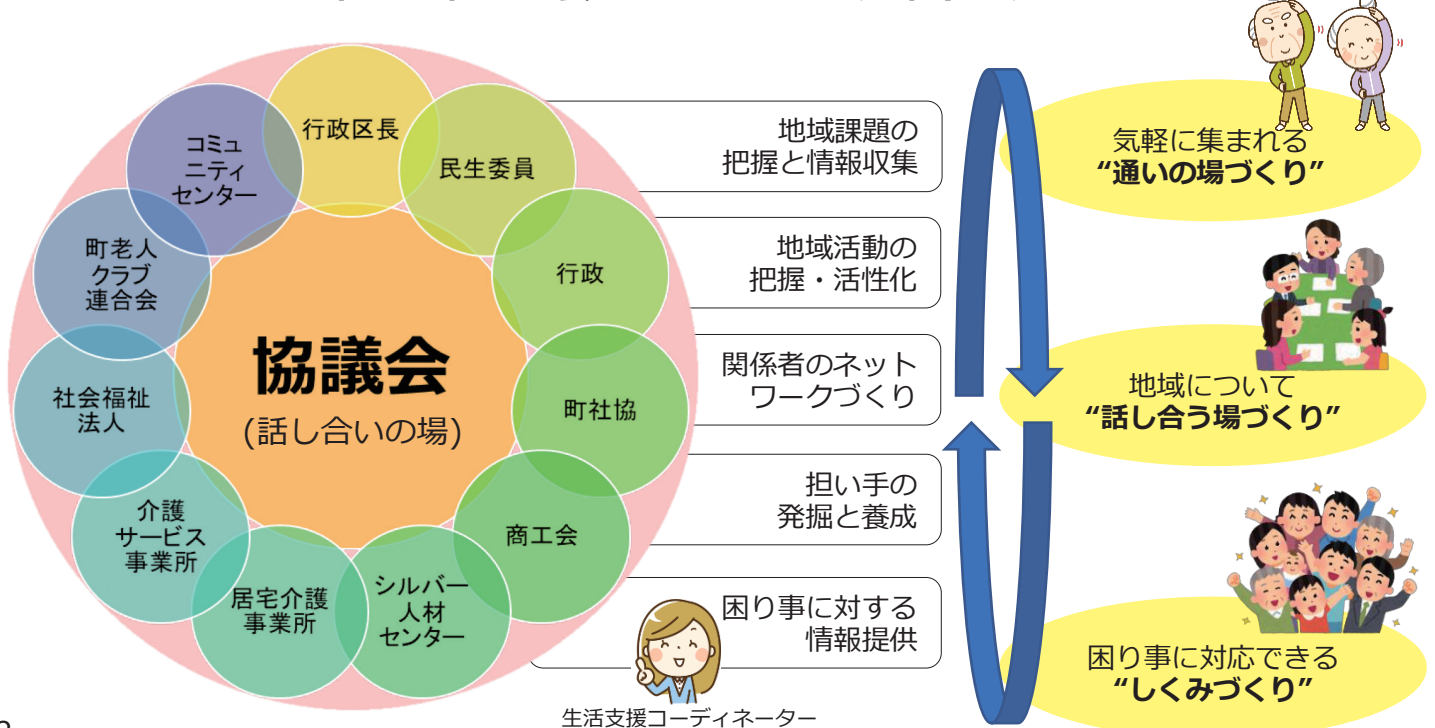 行政区長
民生委員
行政
町社協
商工会
シルバー
人材
センター
居宅介護
事業所
介護
サービス
事業所
社会福祉
法人
町老人
クラブ
連合会
コミュ
ニティ
センター
協議会
(話し合いの場)
地域課題の
把握と情報収集
地域活動の
把握・活性化
関係者のネット
ワークづくり
担い手の
発掘と養成
困り事に対する
情報提供
生活支援コーディネーター
気軽に集まれる
“通いの場づくり”
地域について
“話し合う場づくり”
困り事に対応できる
“しくみづくり”